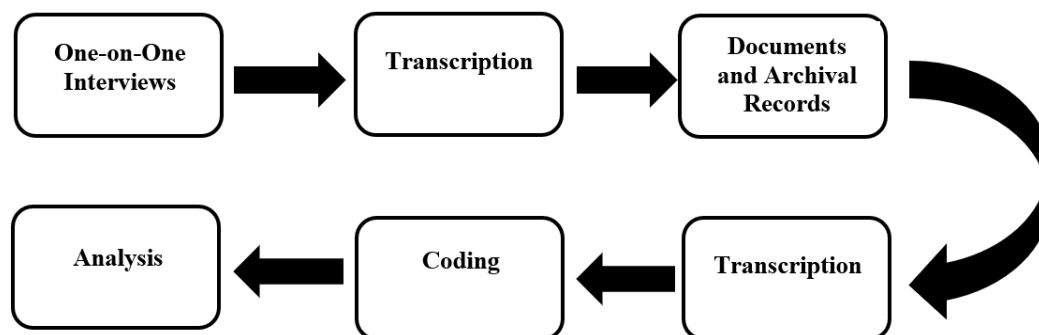 One-on-One
Interviews
Transcription
Documents
and Archival
Records
Transcription
Coding
Analysis